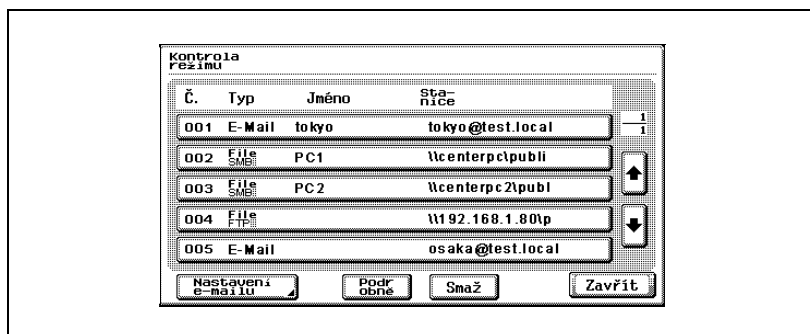 Kontrola
režimu
Č. Typ Jméno Sta-
nice
001 E-Mail tokyo tokyo@test.local
1
1
002 File
SMB PC1 \\centerpc\publi
003 File
SMB PC2 \\centerpc2\publ
004 File
FTP \\192.168.1.80\p
005 E-Mail osaka@test.local
Nastavení
e-mailu
Podr
obné
Smaž
Zavřít